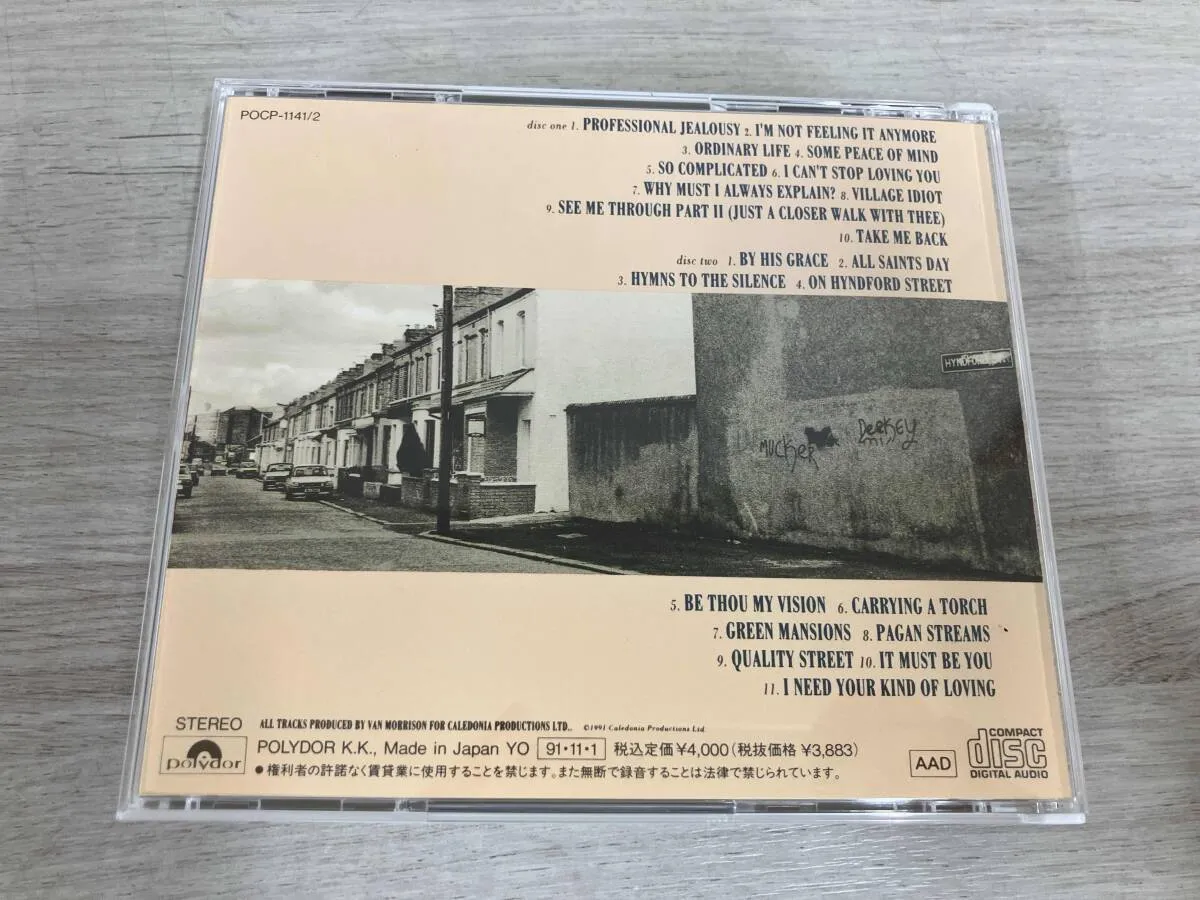 POCP-1141/2
disc one 1. PROFESSIONAL JEALOUSY 2. I'M NOT FEELING IT ANYMORE
3. ORDINARY LIFE 4. SOME PEACE OF MIND
5. SO COMPLICATED 6. I CAN'T STOP LOVING YOU
7. WHY MUST I ALWAYS EXPLAIN? 8. VILLAGE IDIOT
9. SEE ME THROUGH PART II (JUST A CLOSER WALK WITH THEE)
10. TAKE ME BACK
disc two 1. BY HIS GRACE 2. ALL SAINTS DAY
3. HYMNS TO THE SILENCE 4. ON HYNDFORD STREET
MUCKER
5. BE THOU MY VISION 6. CARRYING A TORCH
7. GREEN MANSIONS 8. PAGAN STREAMS
9. QUALITY STREET 10. IT MUST BE YOU
11. I NEED YOUR KIND OF LOVING
STEREO
ALL TRACKS PRODUCED BY VAN MORRISON FOR CALEDONIA PRODUCTIONS LTD.. ©1991 Caledonia Productions Ltd.
polydor
POLYDOR K.K., Made in Japan YO 91・11・1 税込定価¥4,000(税抜価格 ¥3,883)
●権利者の許諾なく賃貸業に使用することを禁じます。また無断で録音することは法律で禁じられています。
AAD
COMPACT
disc
DIGITAL AUDIO